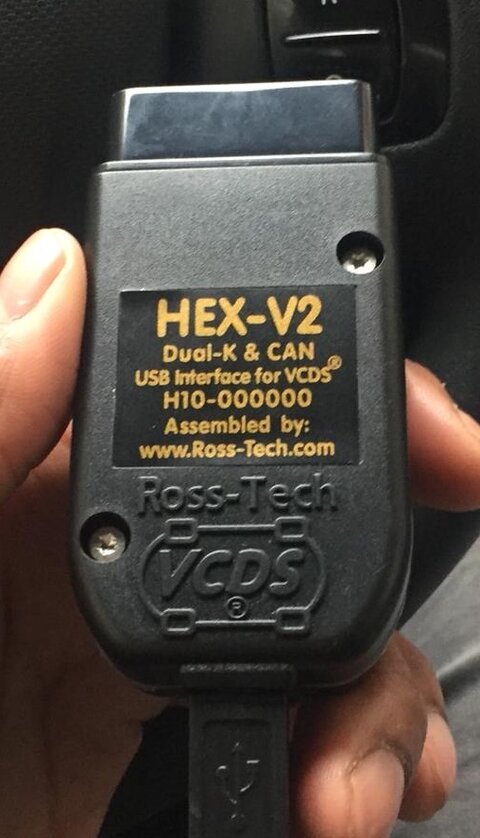 HEX-V2
Dual-K & CAN
USB Interface for VCDS®
H10-000000
Assembled by:
www.Ross-Tech.com
Ross-Tech
VCDS
®